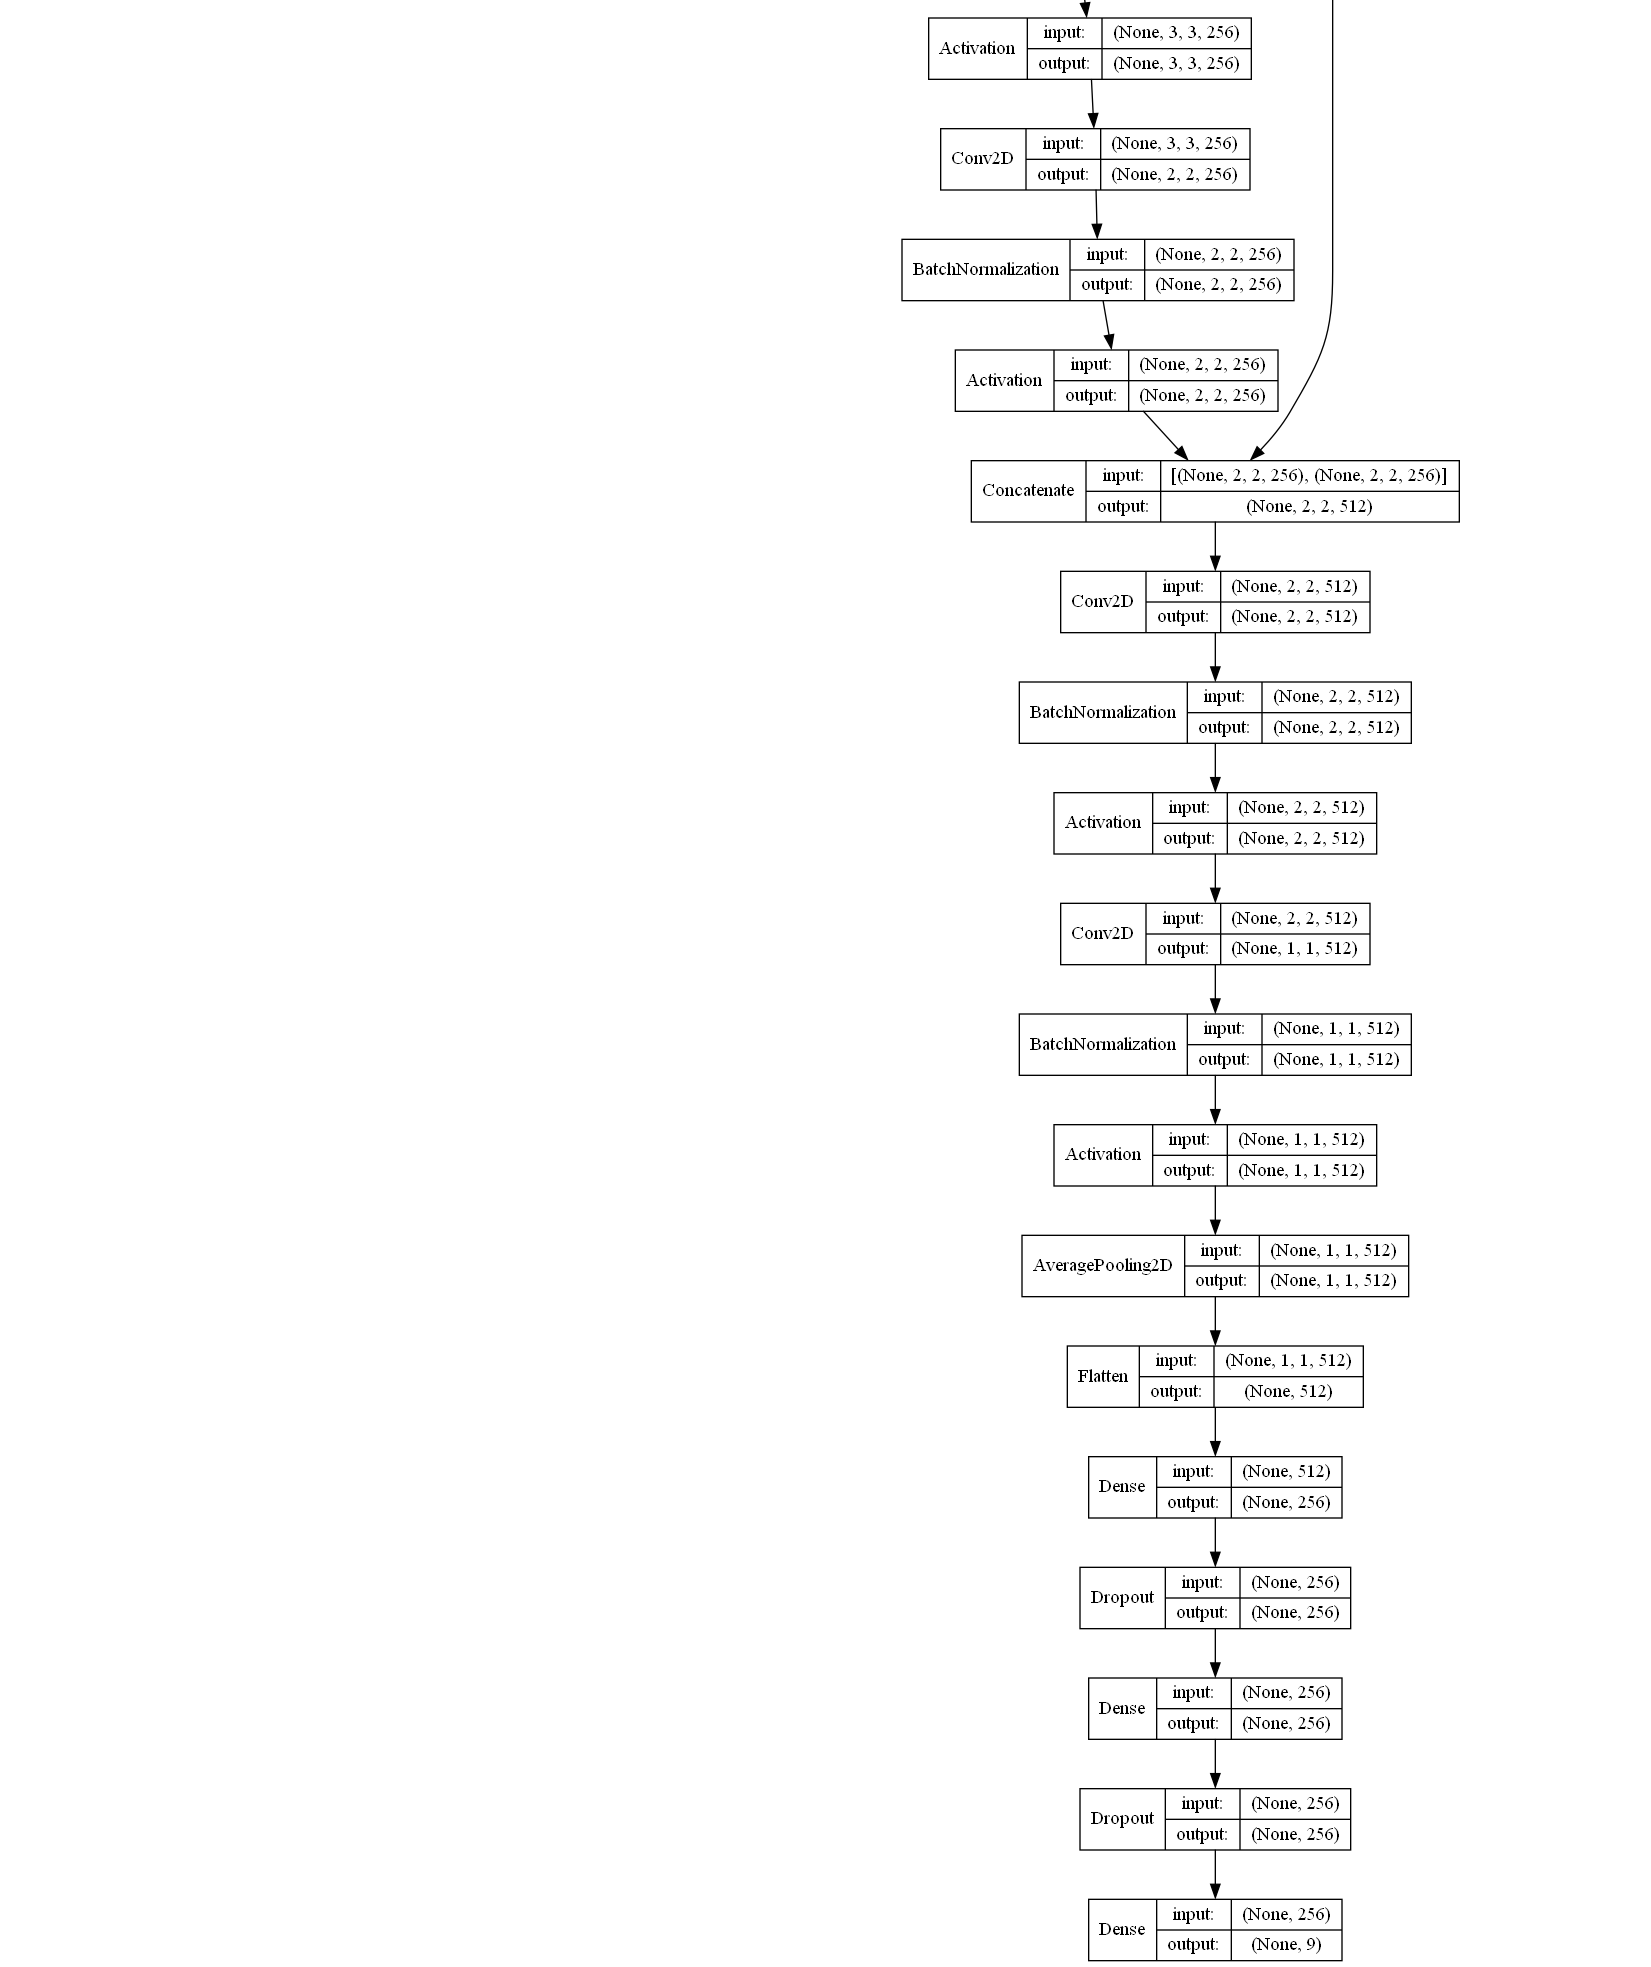 Activation input: (None, 3, 3, 256)
output: (None, 3, 3, 256)
Conv2D input: (None, 3, 3, 256)
output: (None, 2, 2, 256)
BatchNormalization input: (None, 2, 2, 256)
output: (None, 2, 2, 256)
Activation input: (None, 2, 2, 256)
output: (None, 2, 2, 256)
Concatenate input: [(None, 2, 2, 256), (None, 2, 2, 256)]
output: (None, 2, 2, 512)
Conv2D input: (None, 2, 2, 512)
output: (None, 2, 2, 512)
BatchNormalization input: (None, 2, 2, 512)
output: (None, 2, 2, 512)
Activation input: (None, 2, 2, 512)
output: (None, 2, 2, 512)
Conv2D input: (None, 2, 2, 512)
output: (None, 1, 1, 512)
BatchNormalization input: (None, 1, 1, 512)
output: (None, 1, 1, 512)
Activation input: (None, 1, 1, 512)
output: (None, 1, 1, 512)
AveragePooling2D input: (None, 1, 1, 512)
output: (None, 1, 1, 512)
Flatten input: (None, 1, 1, 512)
output: (None, 512)
Dense input: (None, 512)
output: (None, 256)
Dropout input: (None, 256)
output: (None, 256)
Dense input: (None, 256)
output: (None, 256)
Dropout input: (None, 256)
output: (None, 256)
Dense input: (None, 256)
output: (None, 9)